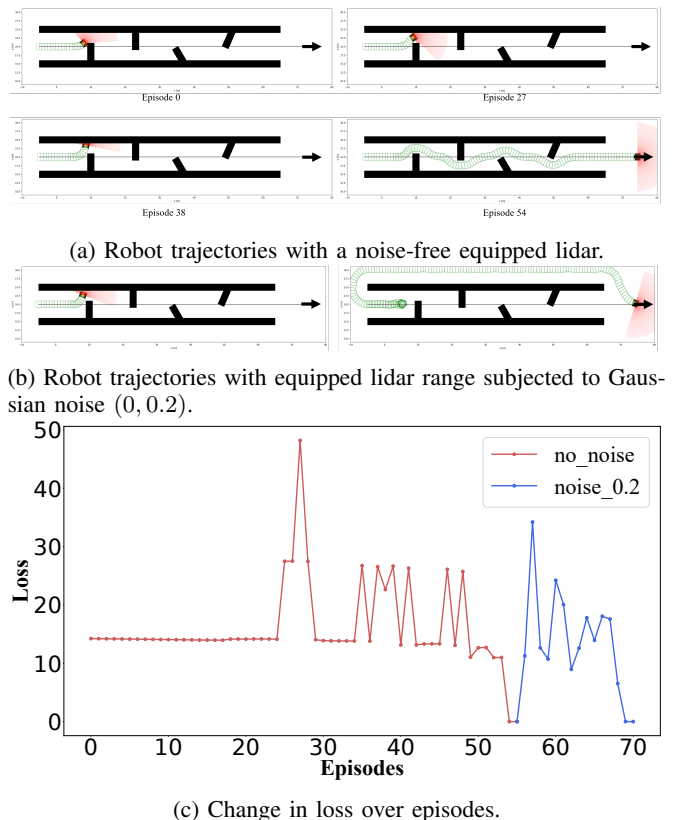 Episode 0
Episode 27
Episode 38
Episode 54
(a) Robot trajectories with a noise-free equipped lidar.
(b) Robot trajectories with equipped lidar range subjected to Gaus-
sian noise (0, 0.2).
50
40
30
20
10
0
Loss
no_noise
noise_0.2
0 10 20 30 40 50 60 70
Episodes
(c) Change in loss over episodes.